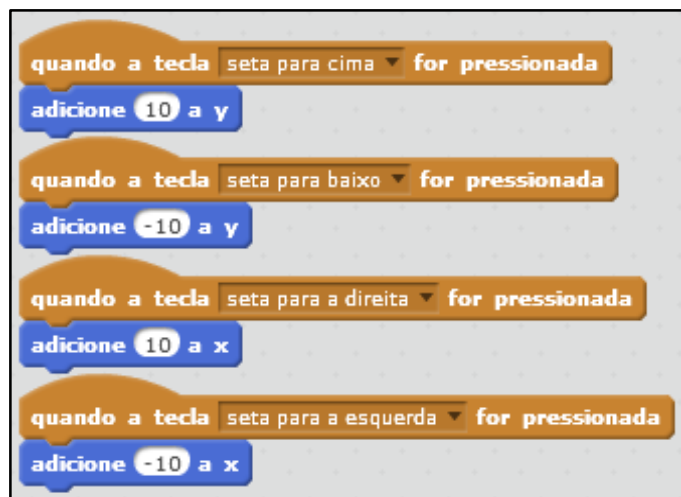 quando a tecla seta para cima for pressionada
adicione 10 a y
quando a tecla seta para baixo for pressionada
adicione -10 a y
quando a tecla seta para a direita for pressionada
adicione 10 a x
quando a tecla seta para a esquerda for pressionada
adicione -10 a x